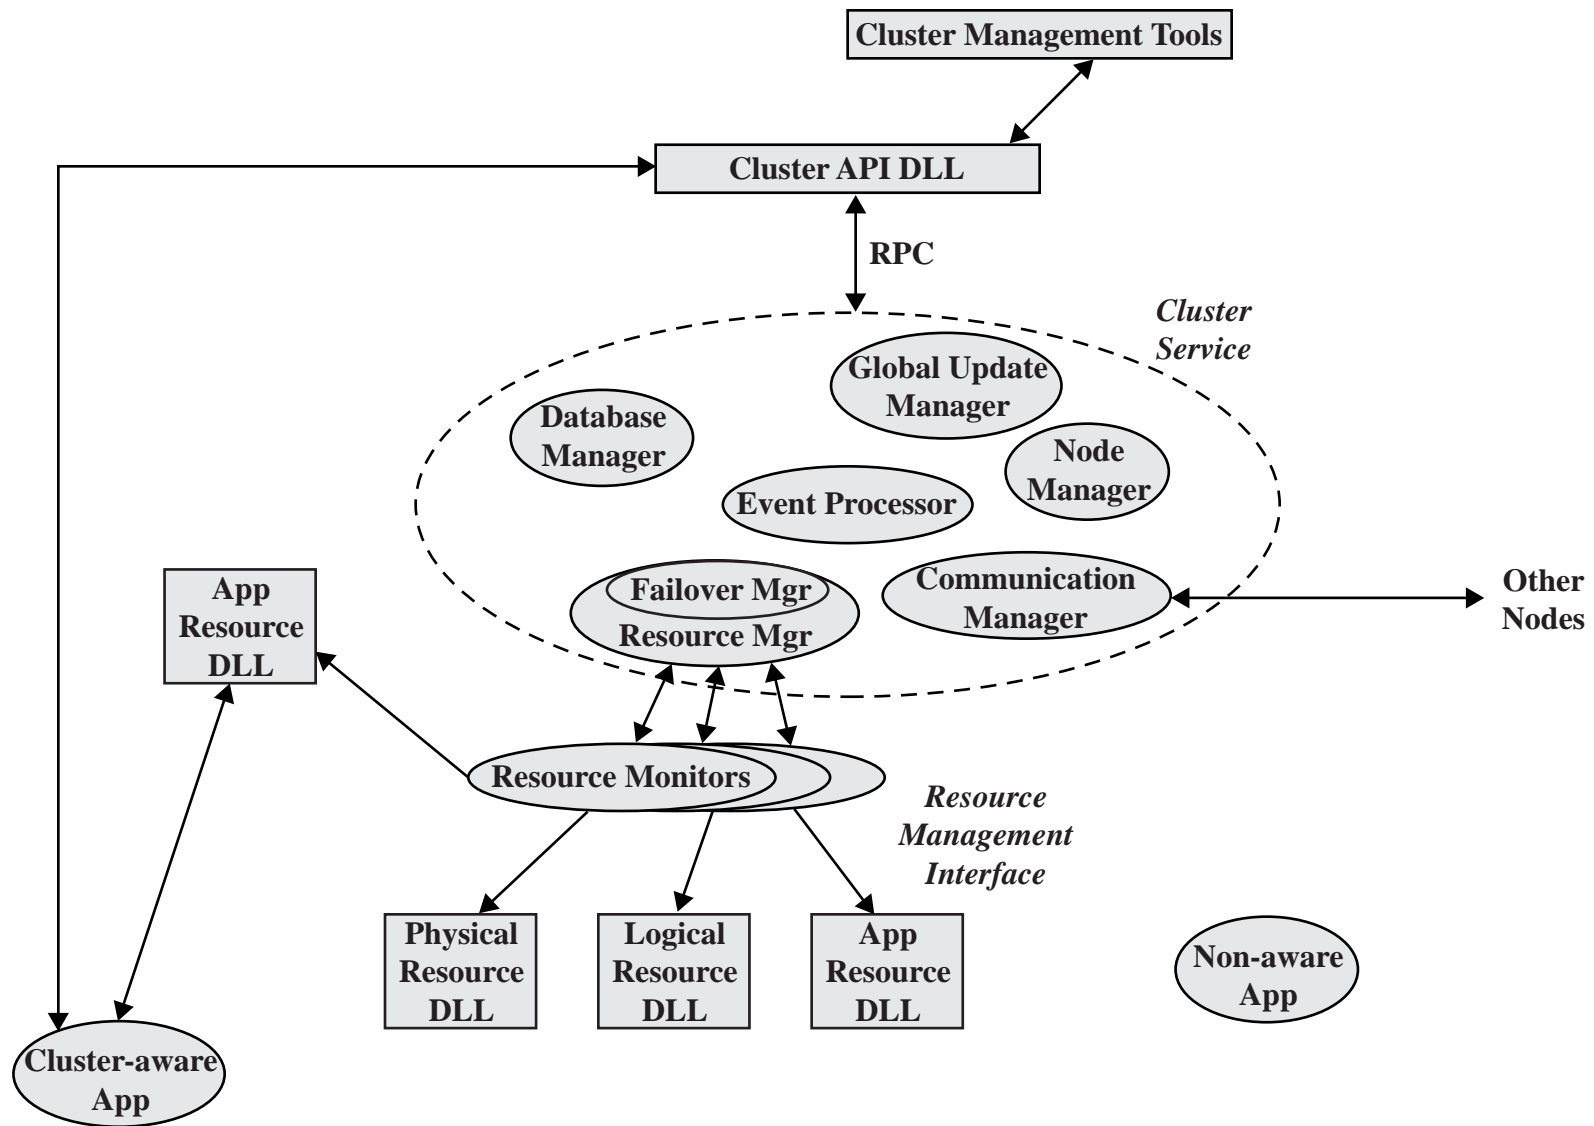 Cluster Management Tools
Cluster API DLL
RPC
Cluster
Service
Global Update
Manager
Database
Manager
Node
Manager
Event Processor
Failover Mgr
Resource Mgr
Communication
Manager
Other
Nodes
App
Resource
DLL
Resource Monitors
Resource
Management
Interface
Physical
Resource
DLL
Logical
Resource
DLL
App
Resource
DLL
Non-aware
App
Cluster-aware
App